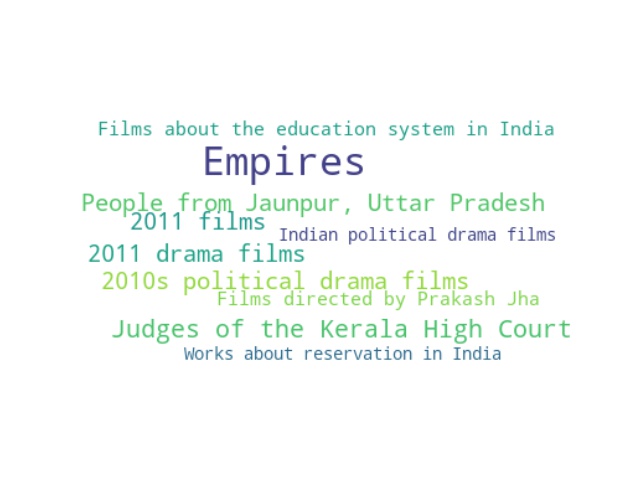 Films about the education system in India
Empires
People from Jaunpur, Uttar Pradesh
2011 films
Indian political drama films
2011 drama films
2010s political drama films
Films directed by Prakash Jha
Judges of the Kerala High Court
Works about reservation in India